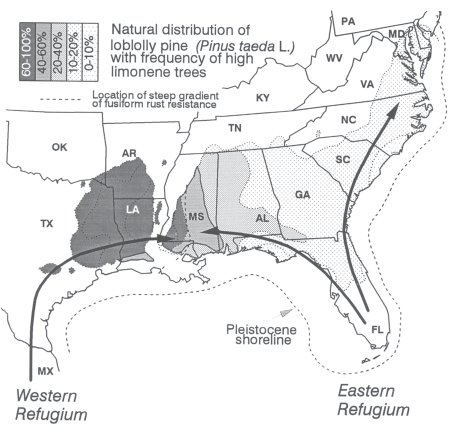 60-100%
40-60%
20-40%
10-20%
0-10%
Natural distribution of
loblolly pine (Pinus taeda L.)
with frequency of high
limonene trees
Location of steep gradient
of fusiform rust resistance
PA
MD
WV
VA
KY
NC
TN
OK
AR
SC
GA
TX
LA
MS
AL
Pleistocene
shoreline
FL
MX
Western
Refugium
Eastern
Refugium